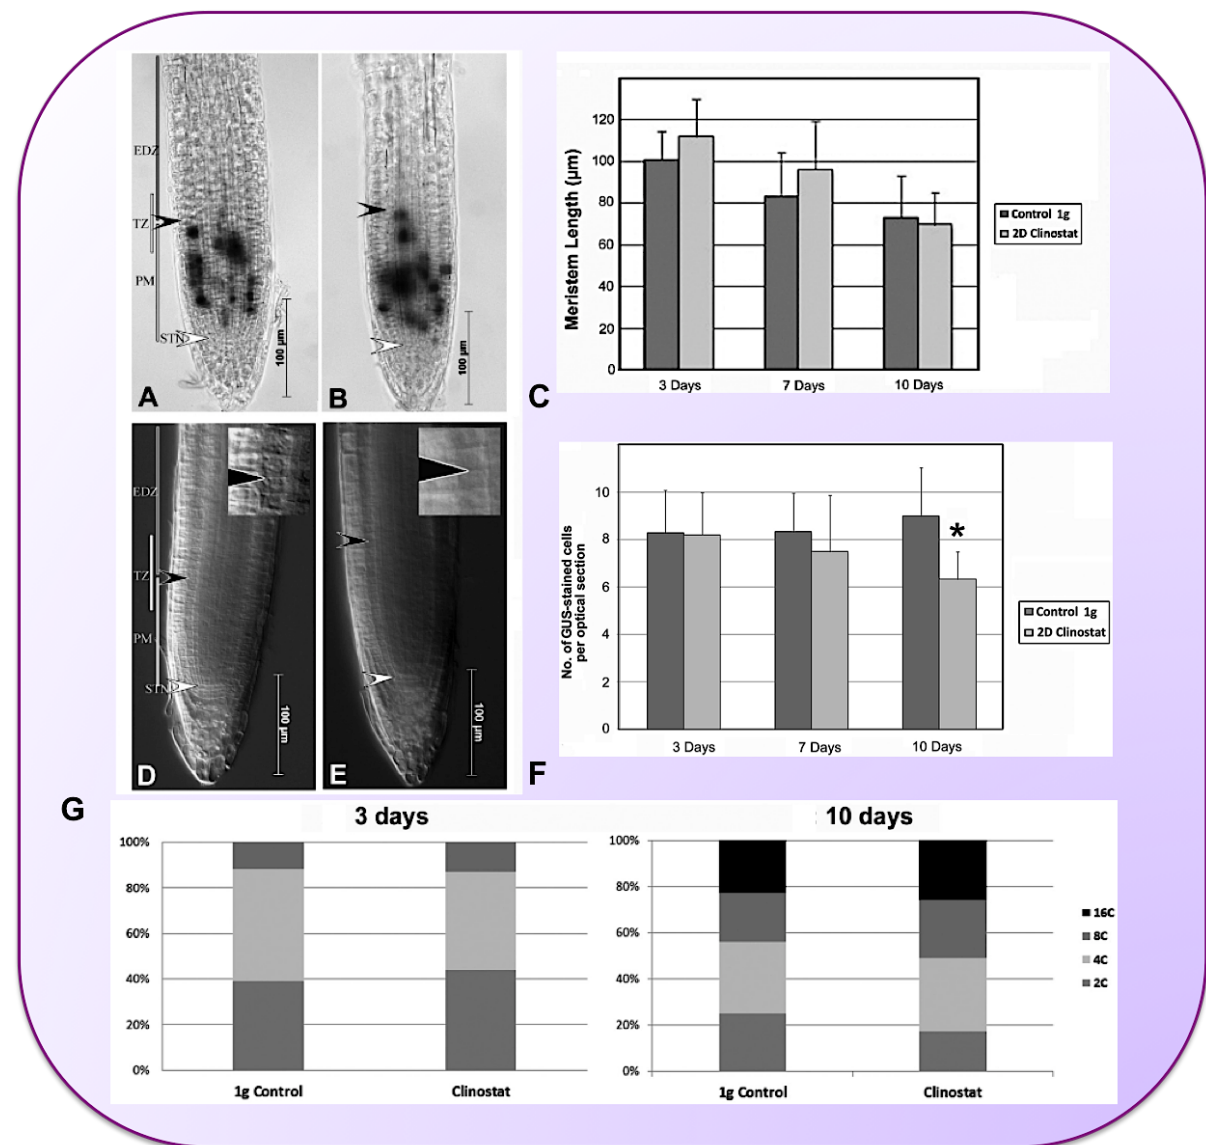 EDZ
TZ
PM
STN
100 µm
A
100 µm
B
Meristem Length (µm)
120
100
80
60
40
20
0
3 Days
7 Days
10 Days
Control 1g
2D Clinostat
C
EDZ
TZ
PM
STN
100 µm
D
100 µm
E
No. of GUS-stained cells
per optical section
10
8
6
4
2
0
*
3 Days
7 Days
10 Days
Control 1g
2D Clinostat
F
G
3 days
100%
80%
60%
40%
20%
0%
1g Control
Clinostat
10 days
100%
80%
60%
40%
20%
0%
1g Control
Clinostat
16C
8C
4C
2C